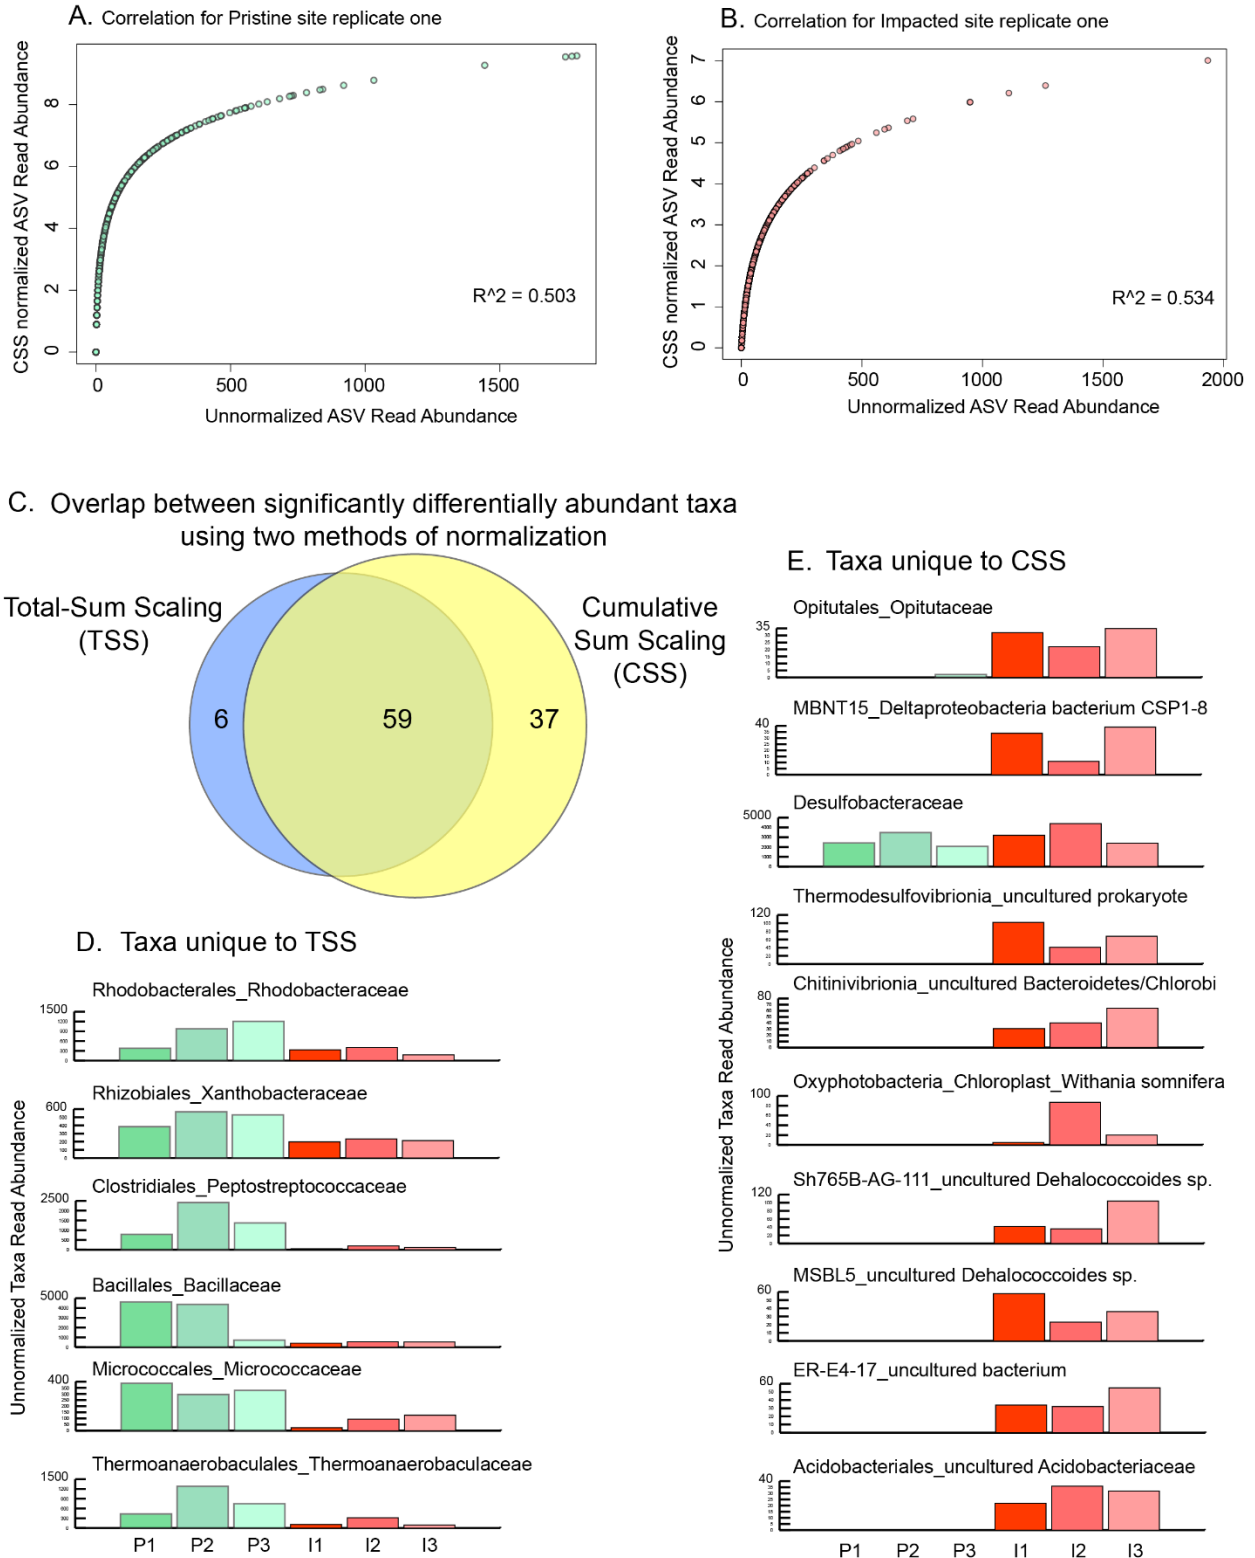 A. Correlation for Pristine site replicate one
CSS normalized ASV Read Abundance
8
6
4
2
0
R^2 = 0.503
0 500 1000 1500
Unnormalized ASV Read Abundance
B. Correlation for Impacted site replicate one
CSS normalized ASV Read Abundance
7
6
5
4
3
2
1
0
R^2 = 0.534
0 500 1000 1500 2000
Unnormalized ASV Read Abundance
C. Overlap between significantly differentially abundant taxa
using two methods of normalization
Total-Sum Scaling
(TSS)
Cumulative
Sum Scaling
(CSS)
6 59 37
D. Taxa unique to TSS
Unnormalized Taxa Read Abundance
Rhodobacterales_Rhodobacteraceae
1500
Rhizobiales_Xanthobacteraceae
600
Clostridiales_Peptostreptococcaceae
2500
Bacillales_Bacillaceae
5000
Micrococcales_Micrococcaceae
400
Thermoanaerobaculales_Thermoanaerobaculaceae
1500
P1 P2 P3 I1 I2 I3
E. Taxa unique to CSS
Unnormalized Taxa Read Abundance
Opitutales_Opitutaceae
35
MBNT15_Deltaproteobacteria bacterium CSP1-8
40
Desulfobacteraceae
5000
Thermodesulfovibrionia_uncultured prokaryote
120
Chitinivibrionia_uncultured Bacteroidetes/Chlorobi
80
Oxyphotobacteria_Chloroplast_Withania somnifera
100
Sh765B-AG-111_uncultured Dehalococcoides sp.
120
MSBL5_uncultured Dehalococcoides sp.
60
ER-E4-17_uncultured bacterium
60
Acidobacteriales_uncultured Acidobacteriaceae
40
P1 P2 P3 I1 I2 I3